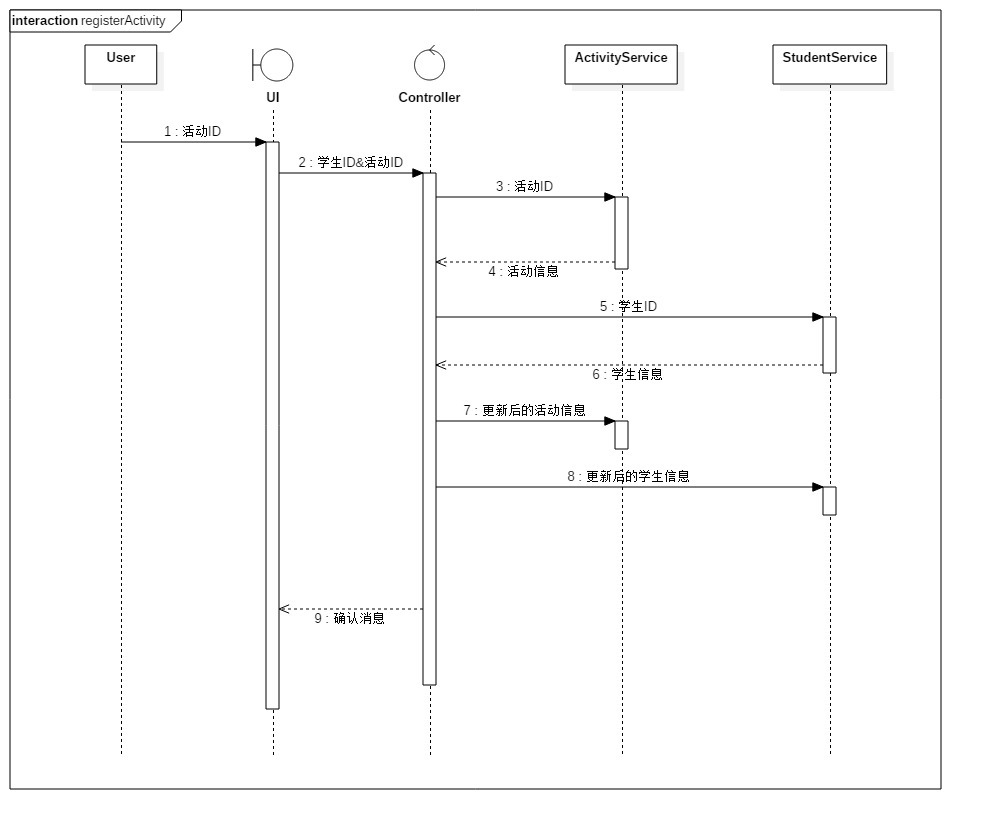 interaction registerActivity
User
UI
Controller
ActivityService
StudentService
1 : 活动ID
2 : 学生ID&活动ID
3 : 活动ID
4 : 活动信息
5 : 学生ID
6 : 学生信息
7 : 更新后的活动信息
8 : 更新后的学生信息
9 : 确认消息